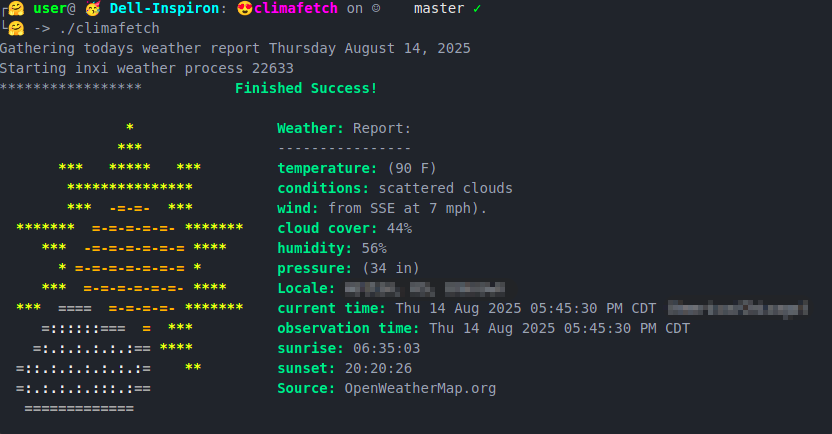 user@ Dell-Inspiron: climafetch on master ✓
-> ./climafetch
Gathering todays weather report Thursday August 14, 2025
Starting inxi weather process 22633
***************** Finished Success!
* Weather: Report:
*** ----------------
*** ***** *** temperature: (90 F)
*************** conditions: scattered clouds
*** -=-=- *** wind: from SSE at 7 mph).
******* =-=-=-=-=- ******* cloud cover: 44%
*** -=-=-=-=-=-= **** humidity: 56%
* =-=-=-=-=-=-= * pressure: (34 in)
*** =-=-=-=-=-=- **** Locale:
*** ==== =-=-=-=- ******* current time: Thu 14 Aug 2025 05:45:30 PM CDT
=::::::=== = *** observation time: Thu 14 Aug 2025 05:45:30 PM CDT
=:.:.:.:.:.:== **** sunrise: 06:35:03
=::.:.:.:.:.:.:= ** sunset: 20:20:26
=:.:.:.:.:::.:== Source: OpenWeatherMap.org
=============